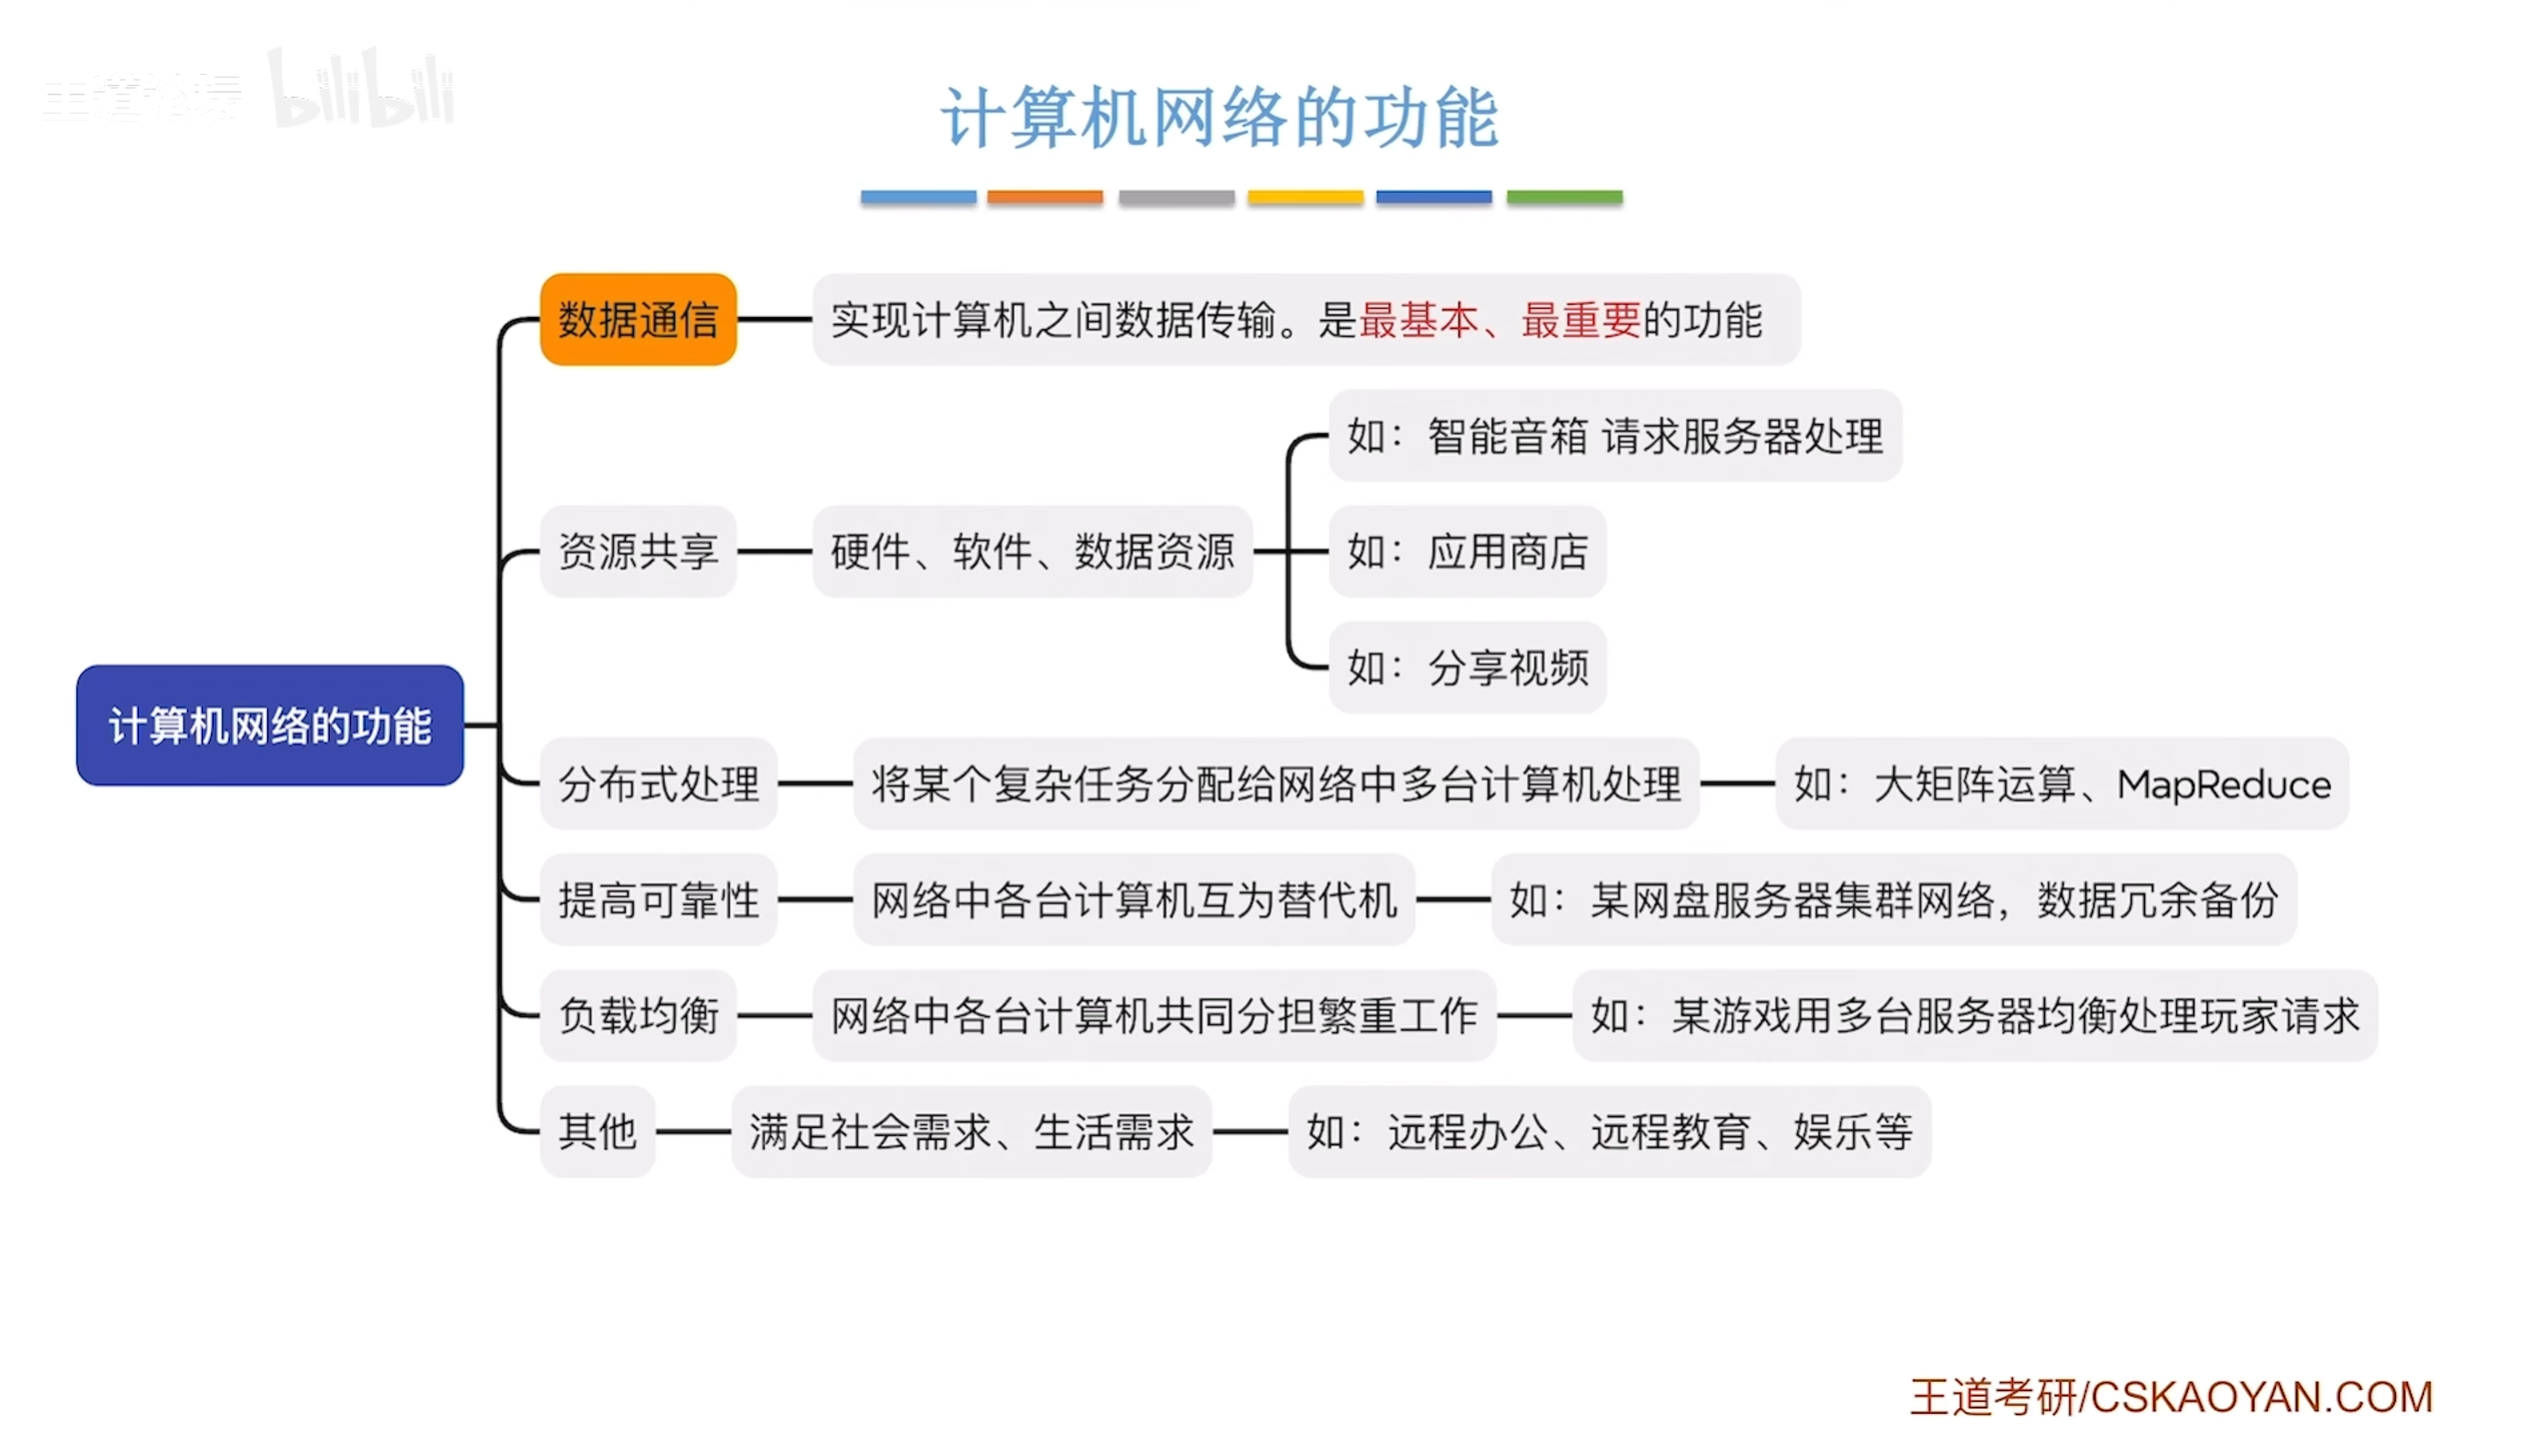 王道论坛 bilibili
计算机网络的功能
计算机网络的功能
数据通信
实现计算机之间数据传输。是最基本、最重要的功能
资源共享
硬件、软件、数据资源
如：智能音箱 请求服务器处理
如：应用商店
如：分享视频
分布式处理
将某个复杂任务分配给网络中多台计算机处理
如：大矩阵运算、MapReduce
提高可靠性
网络中各台计算机互为替代机
如：某网盘服务器集群网络，数据冗余备份
负载均衡
网络中各台计算机共同分担繁重工作
如：某游戏用多台服务器均衡处理玩家请求
其他
满足社会需求、生活需求
如：远程办公、远程教育、娱乐等
王道考研/CSKAOYAN.COM